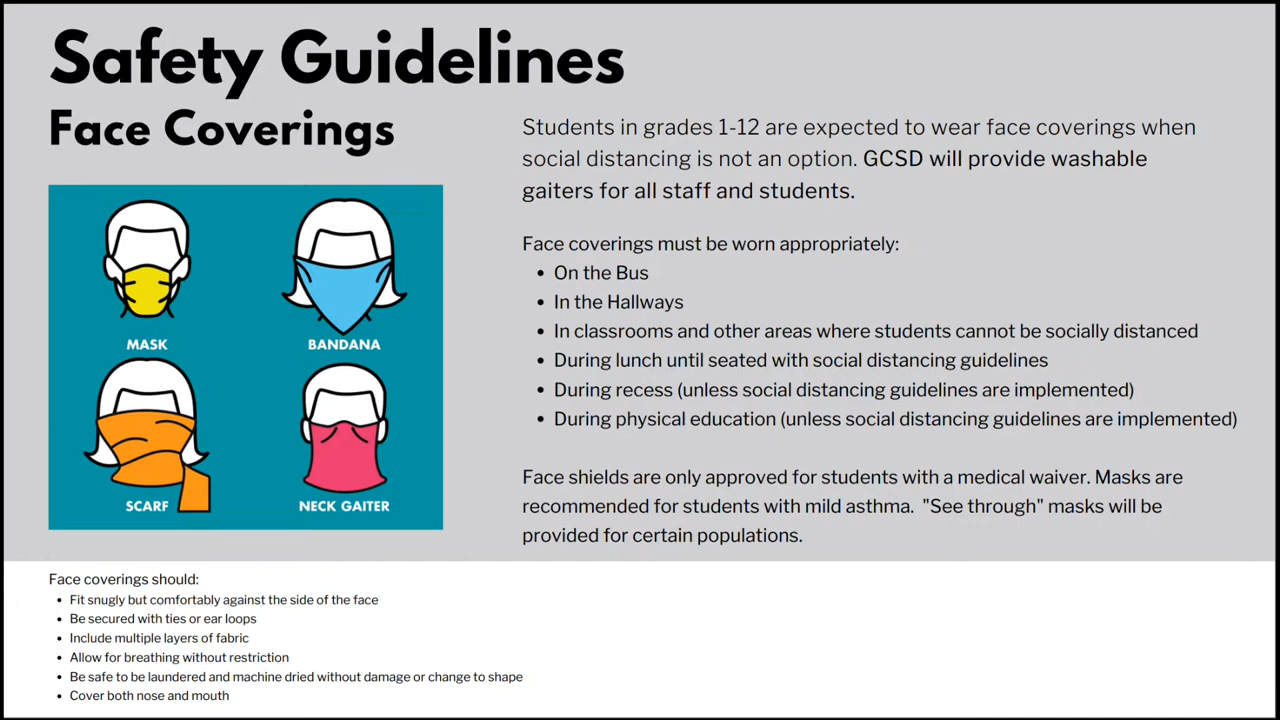 Safety Guidelines
Face Coverings
MASK
BANDANA
SCARF
NECK GAITER
Students in grades 1-12 are expected to wear face coverings when
social distancing is not an option. GCSD will provide washable
gaiters for all staff and students.
Face coverings must be worn appropriately:
• On the Bus
• In the Hallways
• In classrooms and other areas where students cannot be socially distanced
• During lunch until seated with social distancing guidelines
• During recess (unless social distancing guidelines are implemented)
• During physical education (unless social distancing guidelines are implemented)
Face shields are only approved for students with a medical waiver. Masks are
recommended for students with mild asthma.  "See through" masks will be
provided for certain populations.
Face coverings should:
• Fit snugly but comfortably against the side of the face
• Be secured with ties or ear loops
• Include multiple layers of fabric
• Allow for breathing without restriction
• Be safe to be laundered and machine dried without damage or change to shape
• Cover both nose and mouth